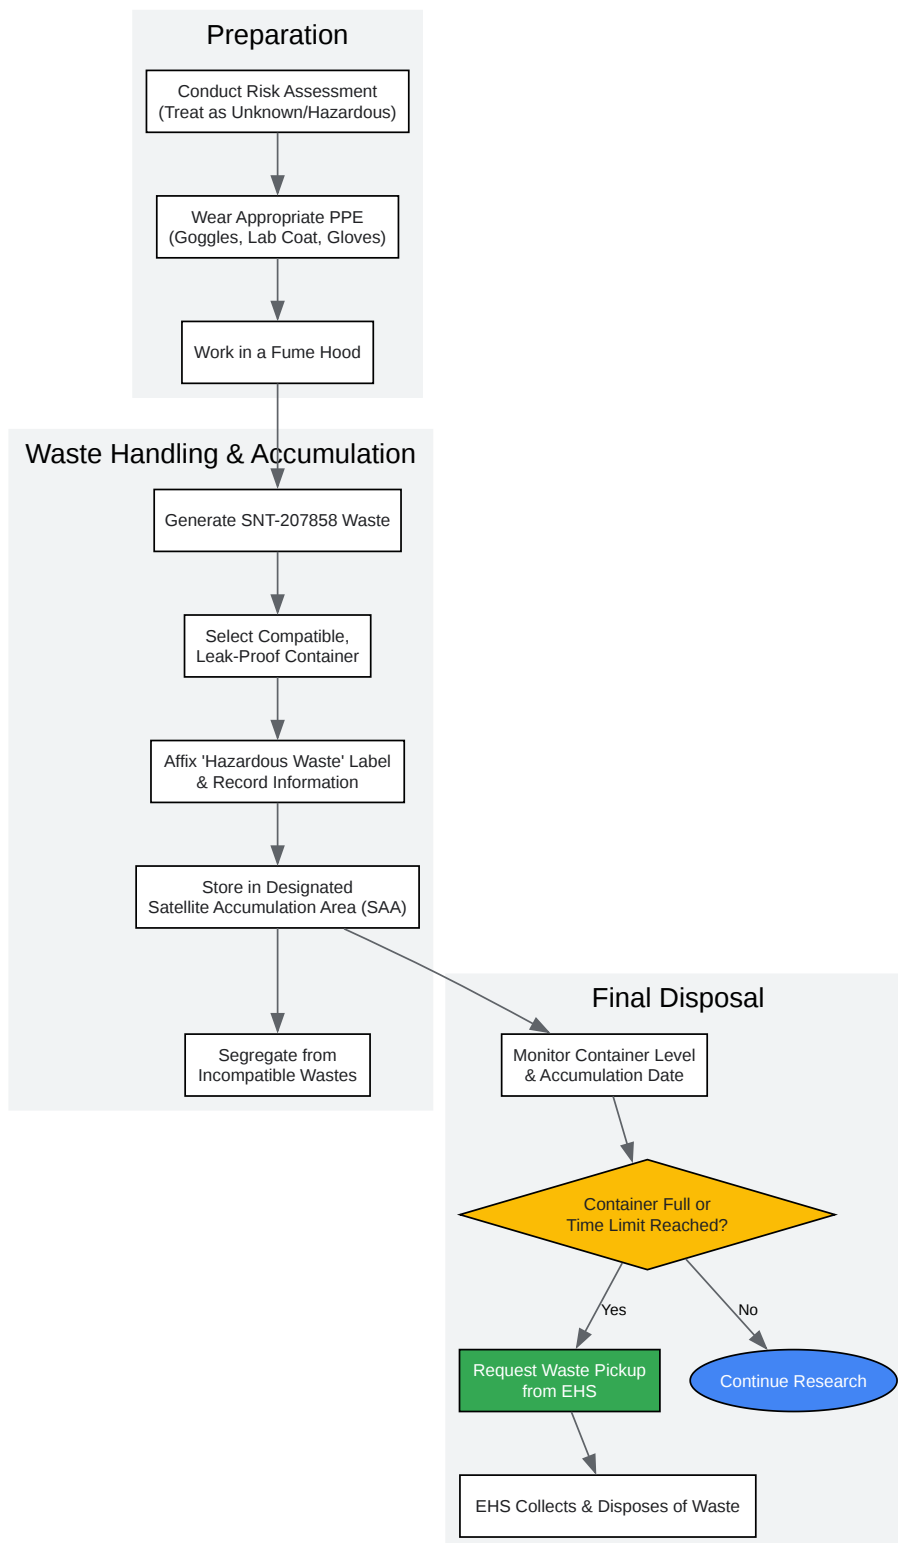 Preparation
Conduct Risk Assessment
(Treat as Unknown/Hazardous)
Wear Appropriate PPE
(Goggles, Lab Coat, Gloves)
Work in a Fume Hood
Waste Handling & Accumulation
Generate SNT-207858 Waste
Select Compatible,
Leak-Proof Container
Affix 'Hazardous Waste' Label
& Record Information
Store in Designated
Satellite Accumulation Area (SAA)
Segregate from
Incompatible Wastes
Final Disposal
Monitor Container Level
& Accumulation Date
Container Full or
Time Limit Reached?
Yes
No
Request Waste Pickup
from EHS
Continue Research
EHS Collects & Disposes of Waste